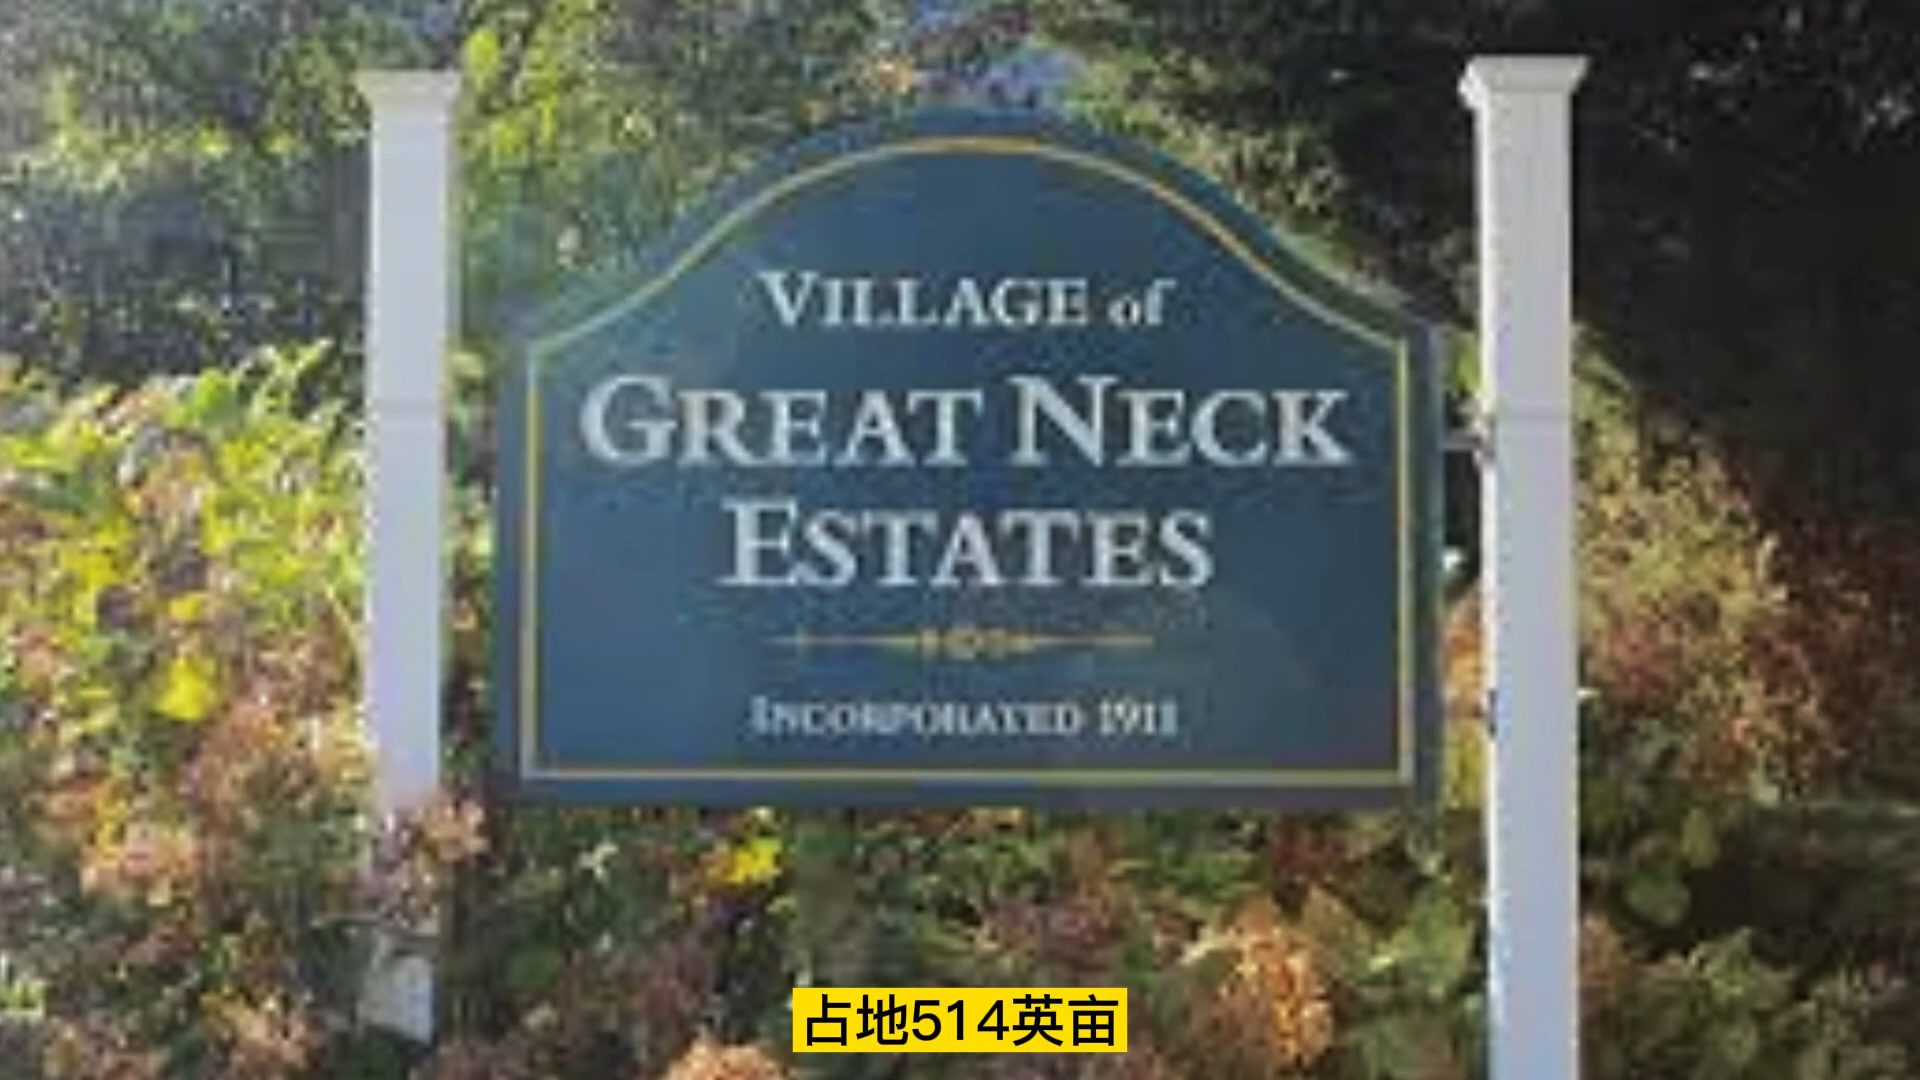 VILLAGE of
GREAT NECK
ESTATES
INCORPORATED 1911
占地514英亩